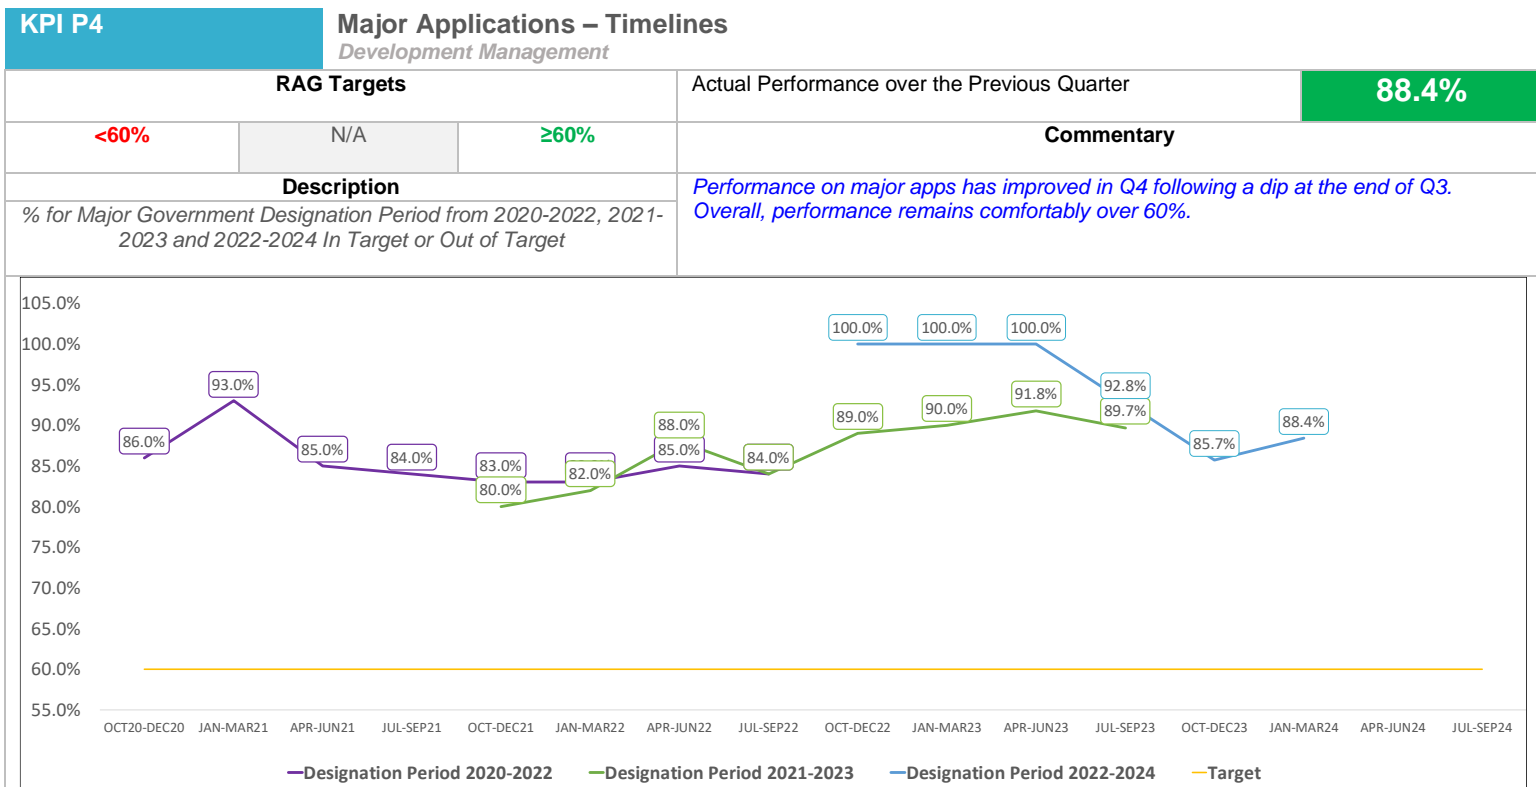 KPI P4
Major Applications – Timelines
Development Management
RAG Targets
Actual Performance over the Previous Quarter
88.4%
<60%
N/A
≥60%
Commentary
Description
Performance on major apps has improved in Q4 following a dip at the end of Q3.
Overall, performance remains comfortably over 60%.
% for Major Government Designation Period from 2020-2022, 2021-
2023 and 2022-2024 In Target or Out of Target
105.0%
100.0%
95.0%
90.0%
85.0%
80.0%
75.0%
70.0%
65.0%
60.0%
55.0%
86.0%
93.0%
85.0%
84.0%
83.0%
80.0%
82.0%
88.0%
85.0%
84.0%
100.0%
89.0%
100.0%
90.0%
100.0%
91.8%
92.8%
89.7%
85.7%
88.4%
OCT20-DEC20 JAN-MAR21 APR-JUN21 JUL-SEP21 OCT-DEC21 JAN-MAR22 APR-JUN22 JUL-SEP22 OCT-DEC22 JAN-MAR23 APR-JUN23 JUL-SEP23 OCT-DEC23 JAN-MAR24 APR-JUN24 JUL-SEP24
Designation Period 2020-2022 Designation Period 2021-2023 Designation Period 2022-2024 Target